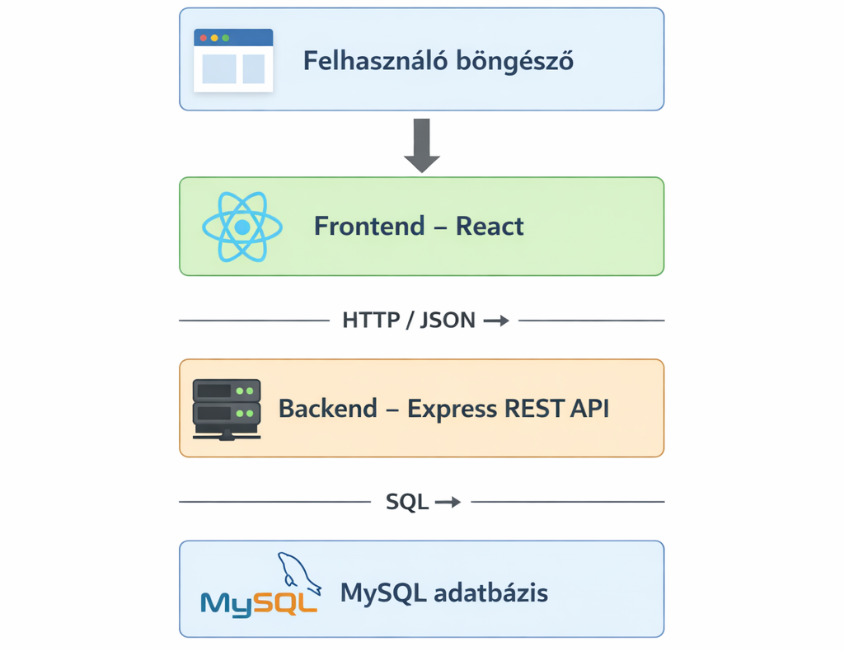 Felhasználó böngésző
Frontend – React
HTTP / JSON →
Backend – Express REST API
SQL →
MySQL
MySQL adatbázis